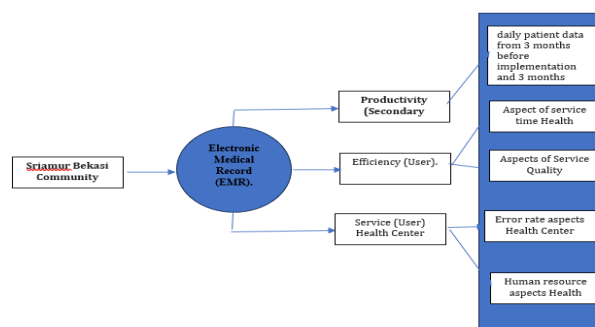 Sriamur Bekasi
Community
Electronic
Medical
Record
(EMR).
Productivity
(Secondary
Efficiency (User).
Service (User)
Health Center
daily patient data
from 3 months
before
implementation
and 3 months
Aspect of service
time Health
Aspects of Service
Quality
Error rate aspects
Health Center
Human resource
aspects Health